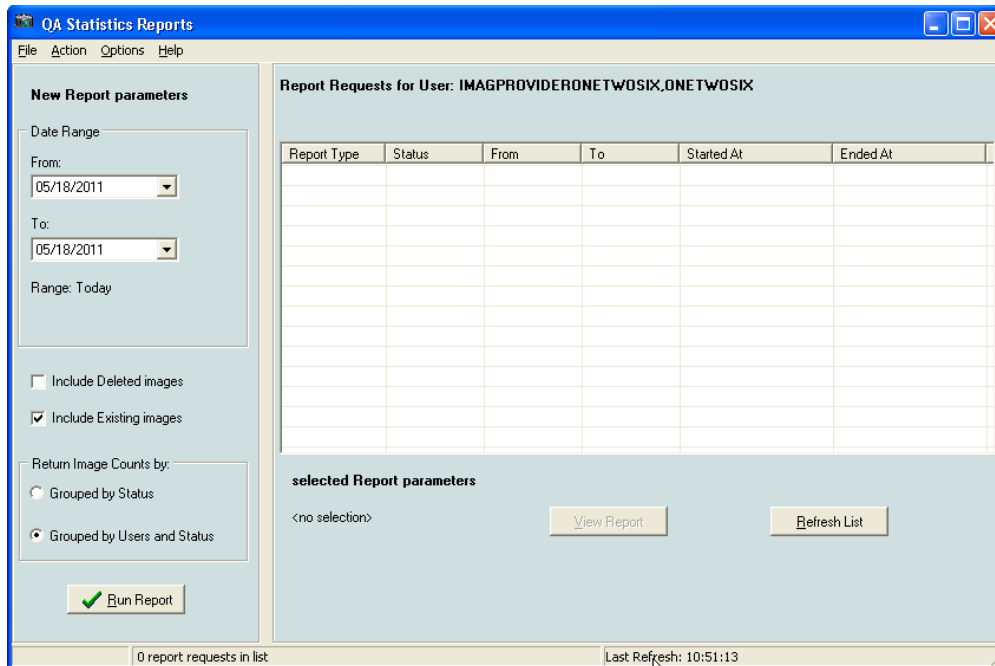 QA Statistics Reports
File Action Options Help
New Report parameters
Date Range
From:
05/18/2011
To:
05/18/2011
Range: Today
Include Deleted images
Include Existing images
Return Image Counts by:
Grouped by Status
Grouped by Users and Status
Run Report
Report Requests for User: IMAGPROVIDERONETWOSIX,ONETWOSIX
Report Type Status From To Started At Ended At
selected Report parameters
<no selection>
View Report
Refresh List
0 report requests in list
Last Refresh: 10:51:13